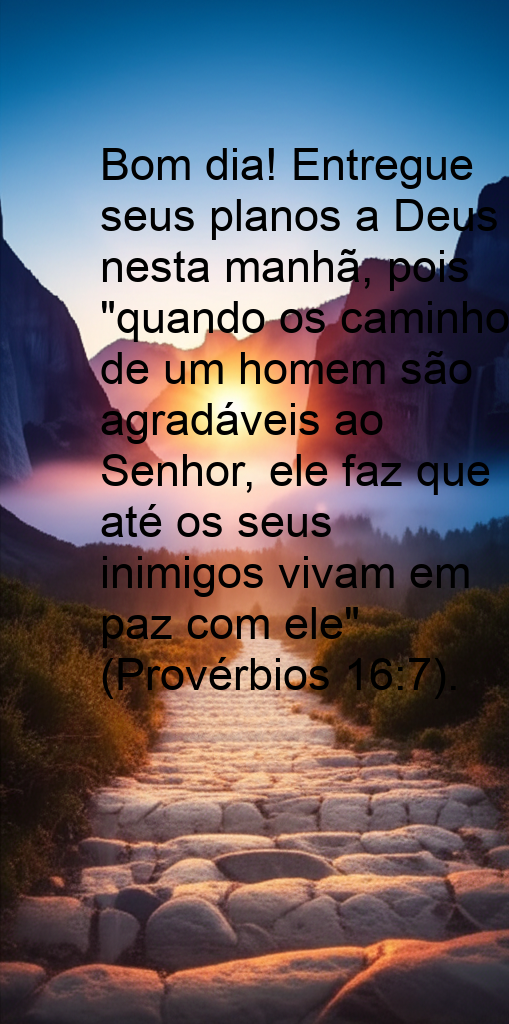 Bom dia! Entregue
seus planos a Deus
nesta manhã, pois
"quando os caminho
de um homem são
agradáveis ao
Senhor, ele faz que
até os seus
inimigos vivam em
paz com ele"
(Provérbios 16:7).